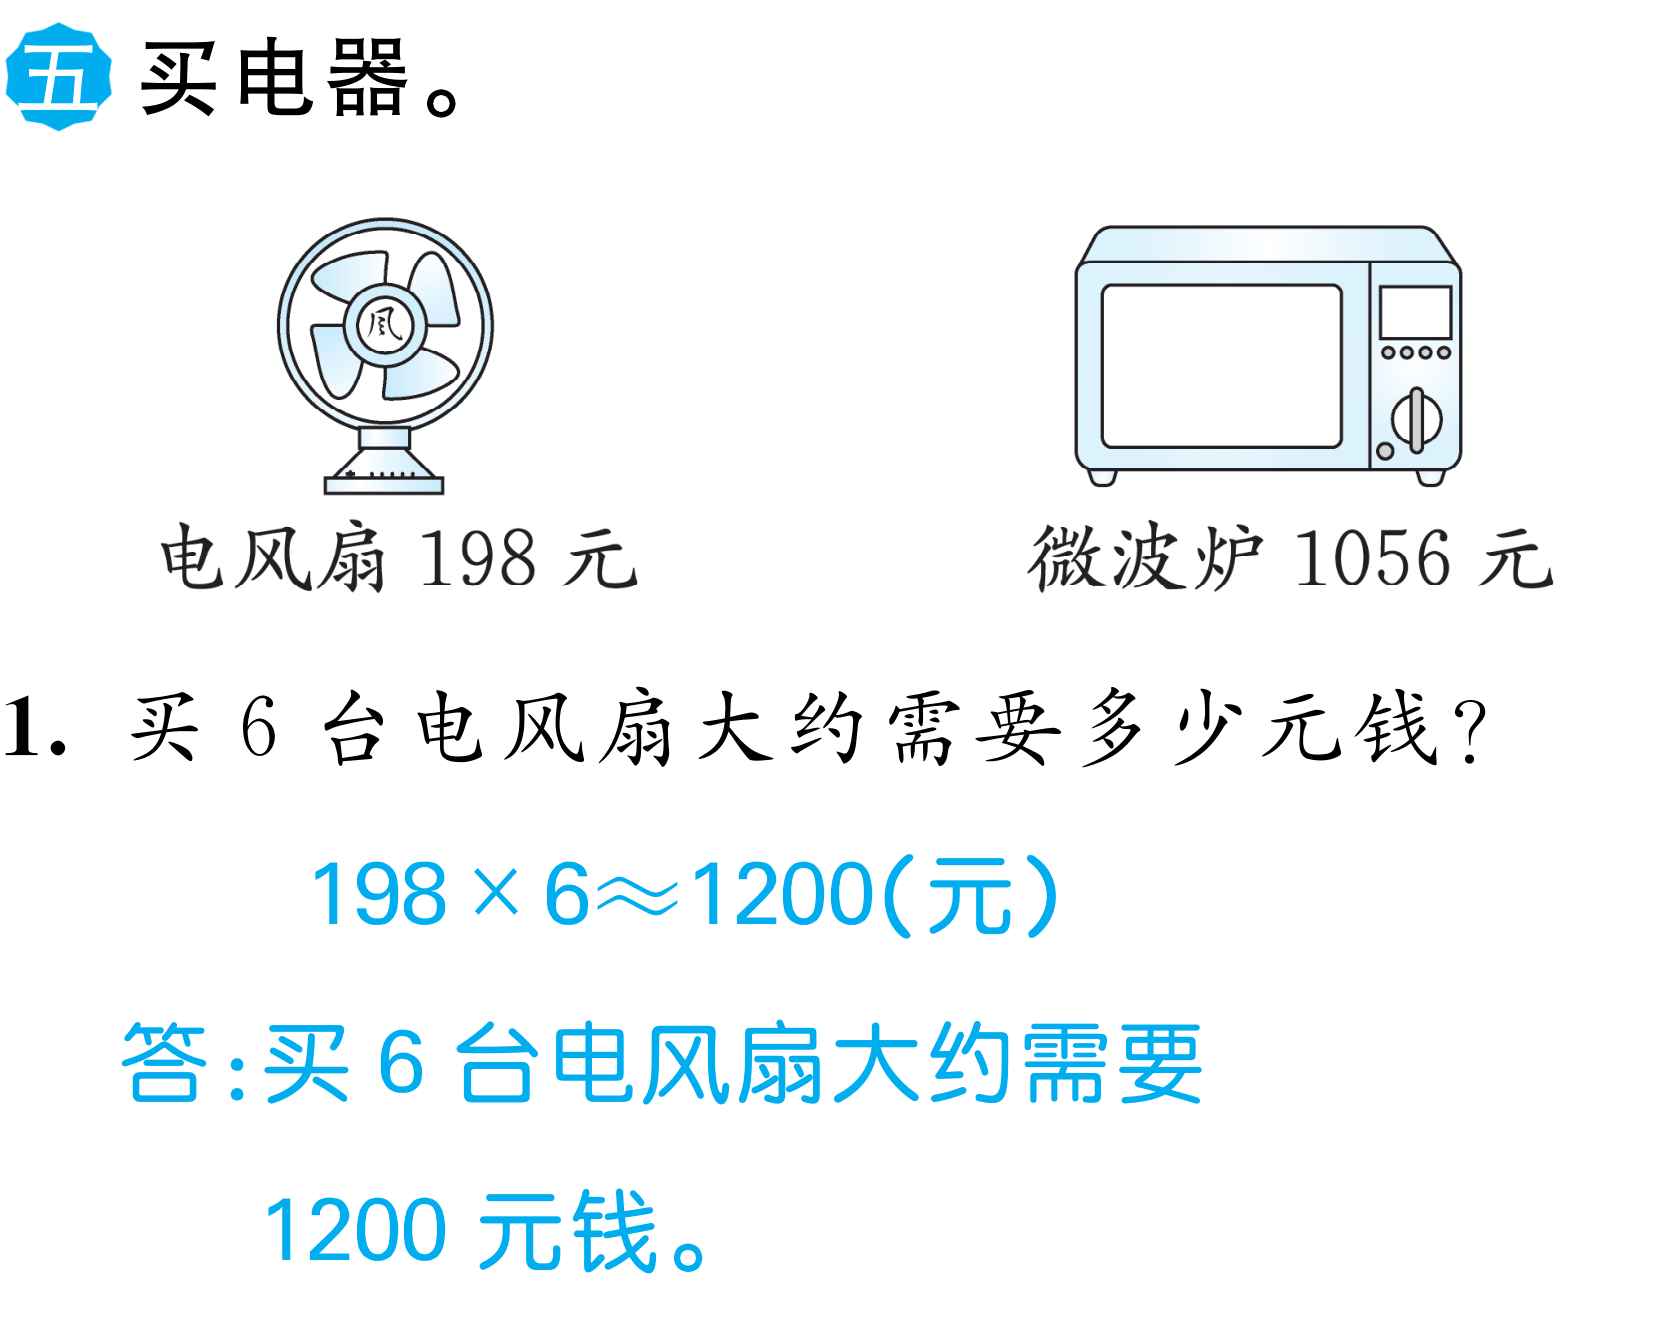 五 买电器。
風
电风扇 198 元 微波炉 1056 元
1. 买 6 台电风扇大约需要多少元钱?
198×6≈1200(元)
答:买 6 台电风扇大约需要
1200 元钱。